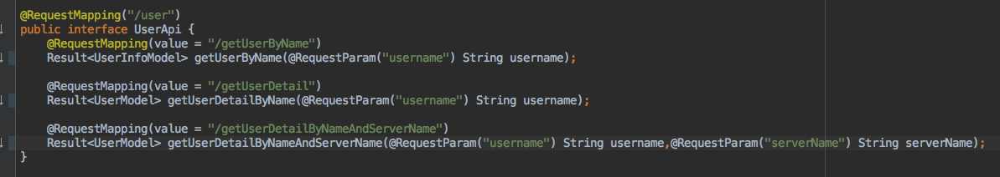 @RequestMapping("/user")
public interface UserApi {
    @RequestMapping(value = "/getUserByName")
    Result<UserInfoModel> getUserByName(@RequestParam("username") String username);

    @RequestMapping(value = "/getUserDetail")
    Result<UserModel> getUserDetailByName(@RequestParam("username") String username);

    @RequestMapping(value = "/getUserDetailByNameAndServerName")
    Result<UserModel> getUserDetailByNameAndServerName(@RequestParam("username") String username,@RequestParam("serverName") String serverName);
}